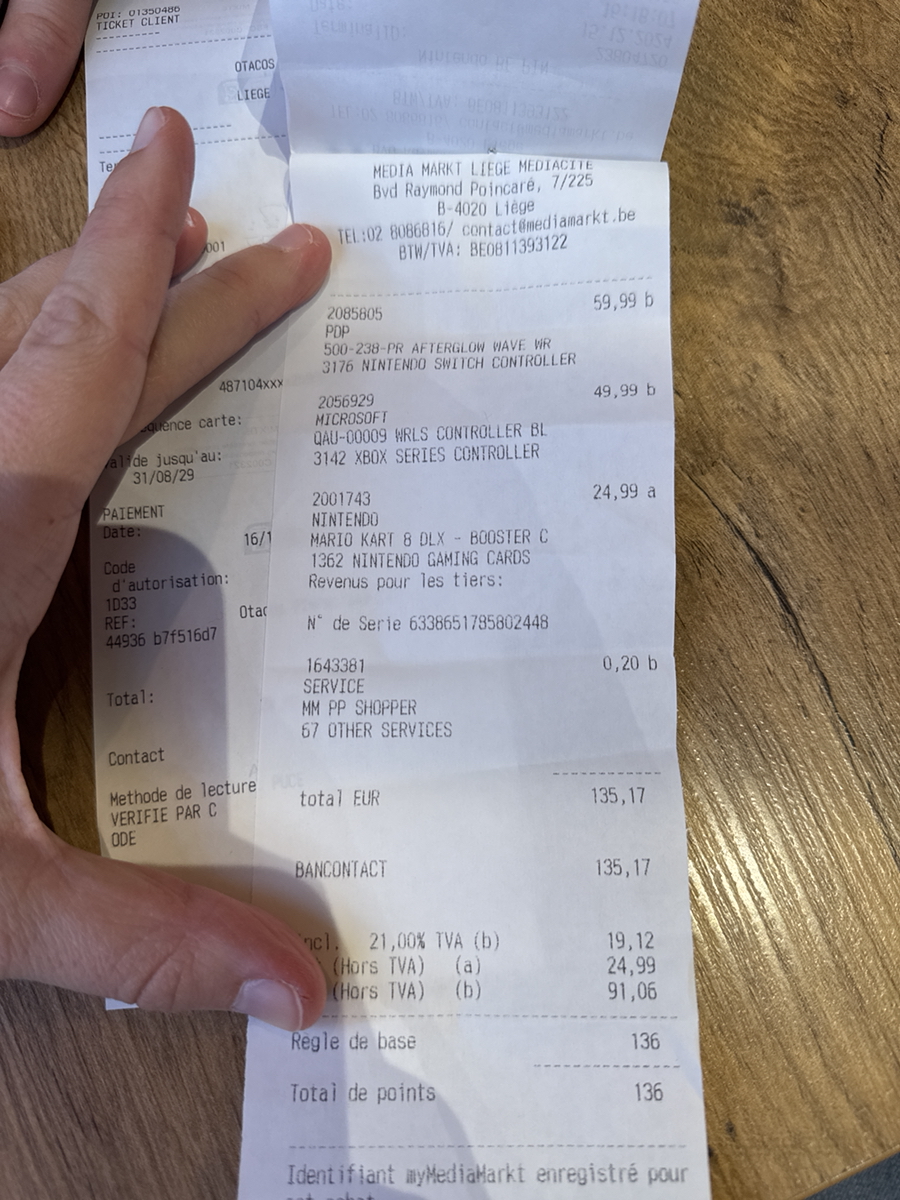 PDI: 01350486
TICKET CLIENT
OTACOS
LIEGE
001
487104xxx
quence carte:
Valide jusqu'au:
31/08/29
PAIEMENT
Date: 16/1
Code
d'autorisation:
1D33
REF: Otac
44936 b7f516d7
Total:
Contact
Methode de lecture
VERIFIE PAR C
ODE
MEDIA MARKT LIEGE MEDIACITE
Bvd Raymond Poincaré, 7/225
B-4020 Liège
TEL:02 8086816/ contact@mediamarkt.be
BTW/TVA: BE0811393122
2085805 59,99 b
PDP
500-238-PR AFTERGLOW WAVE WR
3176 NINTENDO SWITCH CONTROLLER
2056929 49,99 b
MICROSOFT
QAU-00009 WRLS CONTROLLER BL
3142 XBOX SERIES CONTROLLER
2001743 24,99 a
NINTENDO
MARIO KART 8 DLX - BOOSTER C
1362 NINTENDO GAMING CARDS
Revenus pour les tiers:
N° de Serie 6338651785802448
1643381 0,20 b
SERVICE
MM PP SHOPPER
67 OTHER SERVICES
total EUR 135,17
BANCONTACT 135,17
incl. 21,00% TVA (b) 19,12
(Hors TVA) (a) 24,99
(Hors TVA) (b) 91,06
Regle de base 136
Total de points 136
Identifiant myMediaMarkt enregistré pour